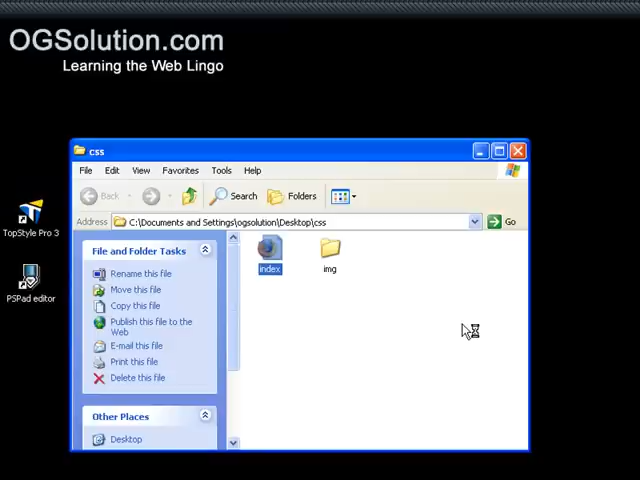 OGSolution.com
Learning the Web Lingo
css
File Edit View Favorites Tools Help
Back Search Folders
Address C:\Documents and Settings\ogsolution\Desktop\css Go
TopStyle Pro 3
PSPad editor
File and Folder Tasks
Rename this file
Move this file
Copy this file
Publish this file to the
Web
E-mail this file
Print this file
Delete this file
Other Places
Desktop
index
img